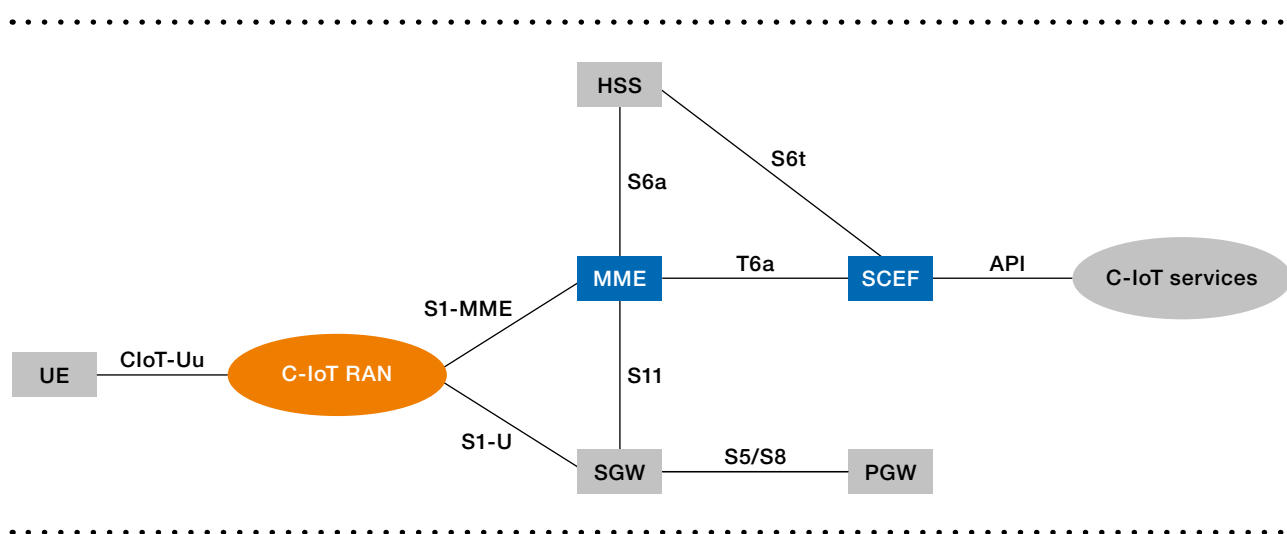 HSS
S6t
S6a
MME
T6a
SCEF
API
C-IoT services
S1-MME
UE
CIoT-Uu
C-IoT RAN
S11
S1-U
SGW
S5/S8
PGW